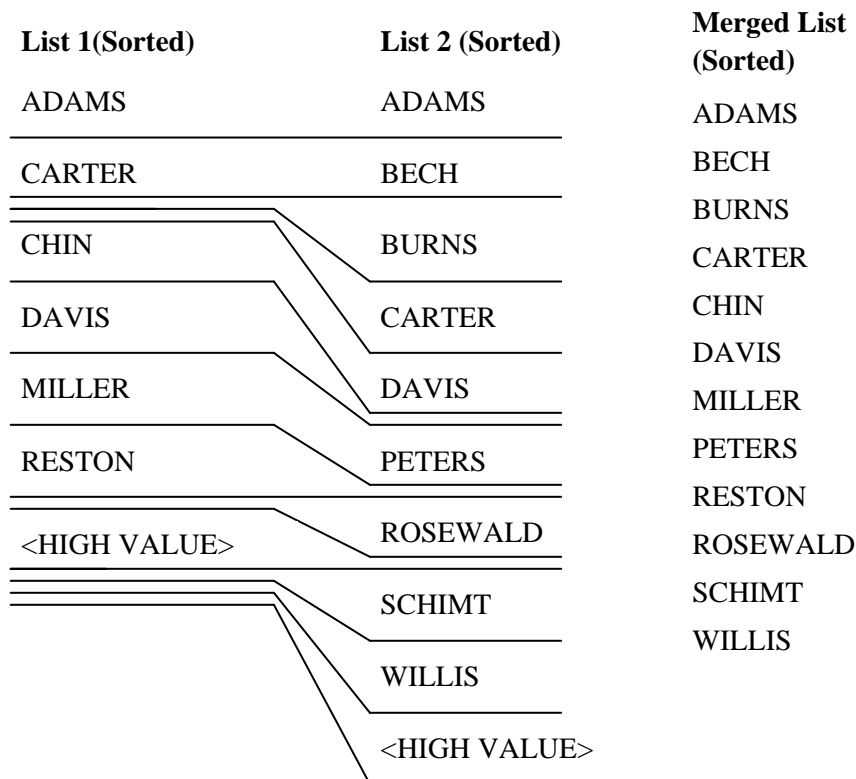 List 1(Sorted)
ADAMS
CARTER
CHIN
DAVIS
MILLER
RESTON
<HIGH VALUE>
List 2 (Sorted)
ADAMS
BECH
BURNS
CARTER
DAVIS
PETERS
ROSEWALD
SCHIMT
WILLIS
<HIGH VALUE>
Merged List
(Sorted)
ADAMS
BECH
BURNS
CARTER
CHIN
DAVIS
MILLER
PETERS
RESTON
ROSEWALD
SCHIMT
WILLIS